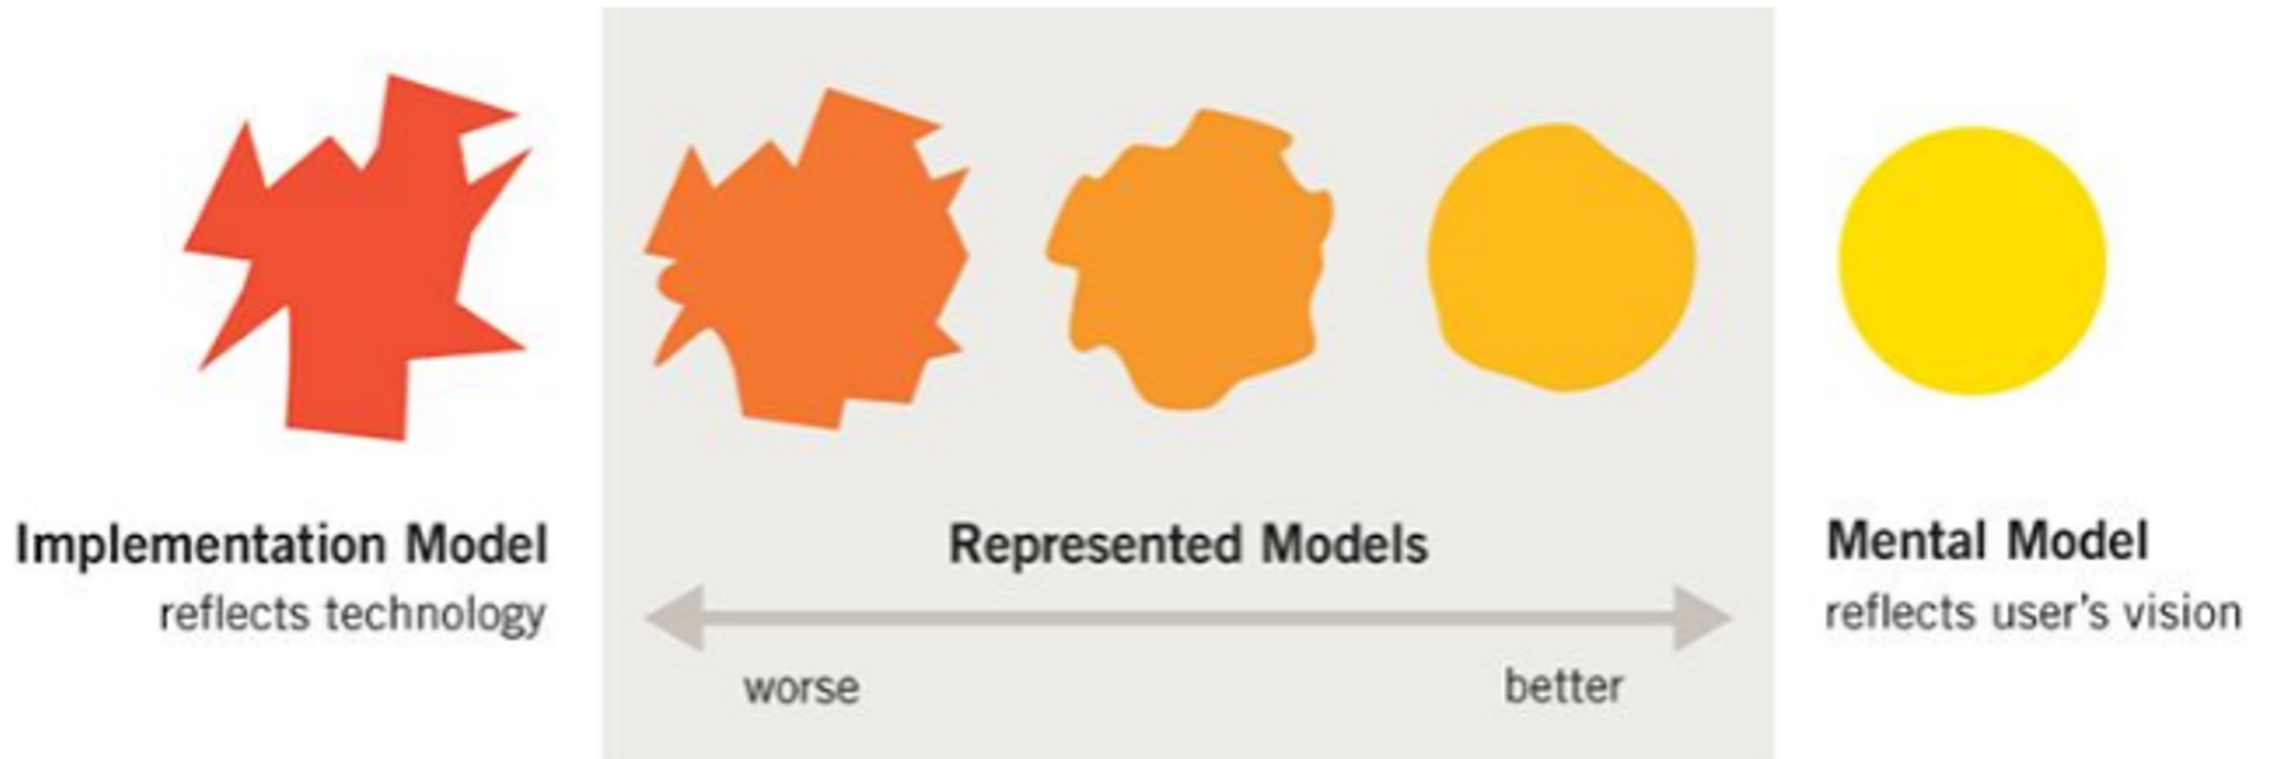 Implementation Model
reflects technology
Represented Models
worse
better
Mental Model
reflects user's vision